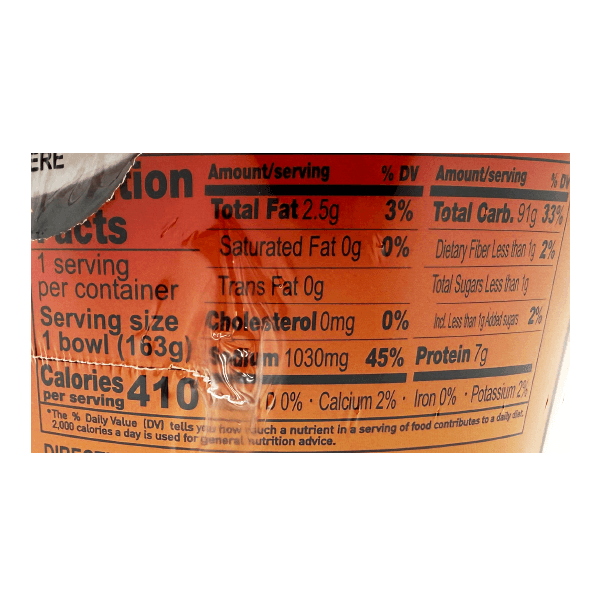 ERE
tion
acts
1 serving
per container
Serving size
1 bowl (163g)
Calories
per serving 410
Amount/serving % DV
Total Fat 2.5g 3%
Saturated Fat 0g 0%
Trans Fat 0g
Cholesterol 0mg 0%
Sodium 1030mg 45%
Amount/serving % DV
Total Carb. 91g 33%
Dietary Fiber Less than 1g 2%
Total Sugars Less than 1g
Incl. Less than 1g Added sugars 2%
Protein 7g
D 0% · Calcium 2% · Iron 0% · Potassium 2%
*The % Daily Value (DV) tells you how much a nutrient in a serving of food contributes to a daily diet.
2,000 calories a day is used for general nutrition advice.